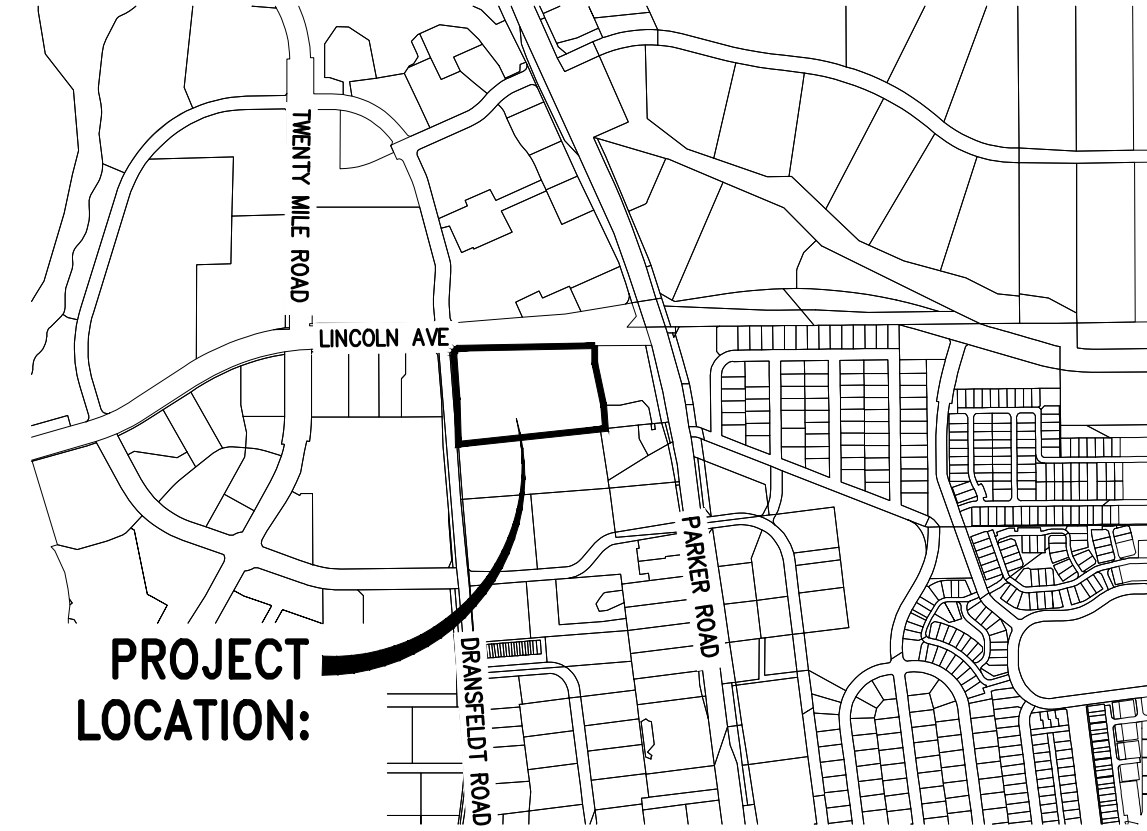 TWENTY MILE ROAD
LINCOLN AVE
PARKER ROAD
PROJECT
LOCATION:
DRANSFELDT ROAD